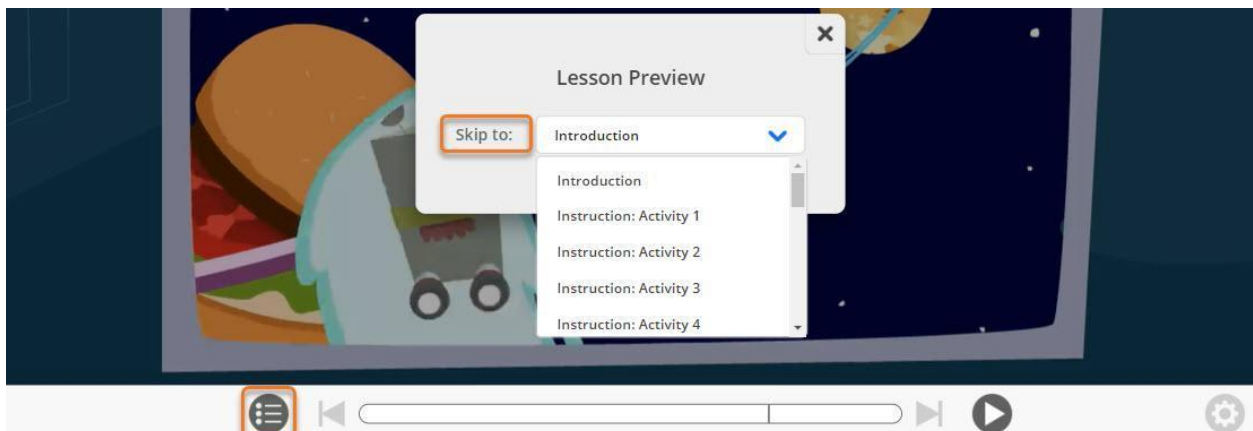 Lesson Preview
Skip to: Introduction
Introduction
Instruction: Activity 1
Instruction: Activity 2
Instruction: Activity 3
Instruction: Activity 4